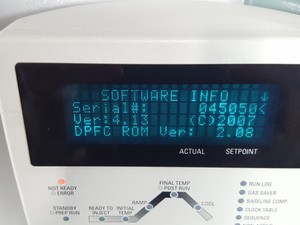 SOFTWARE INFO ↓
Serial#: 045050<
Ver:4.13 (C)2007
DPFC ROM Ver: 2.08
ACTUAL SETPOINT
NOT READY
ERROR
STANDBY
PREP RUN
READY TO
INJECT
INITIAL
TEMP
RAMP
FINAL TEMP
POST RUN
COOL
RUN LOG
GAS SAVER
BASELINE COMP
CLOCK TABLE
SEQUENCE